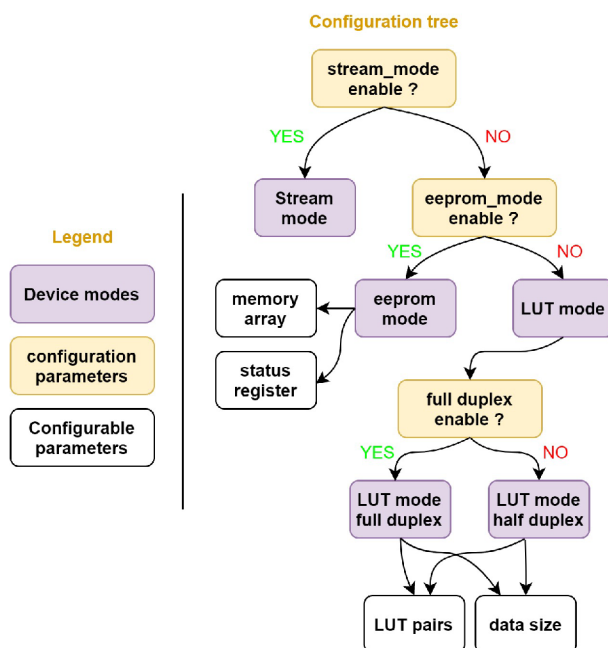 Configuration tree
stream_mode
enable ?
YES
NO
Stream
mode
eeprom_mode
enable ?
Legend
YES
NO
Device modes
memory
array
eeprom
mode
LUT mode
configuration
parameters
status
register
full duplex
enable ?
Configurable
parameters
YES
NO
LUT mode
full duplex
LUT mode
half duplex
LUT pairs
data size